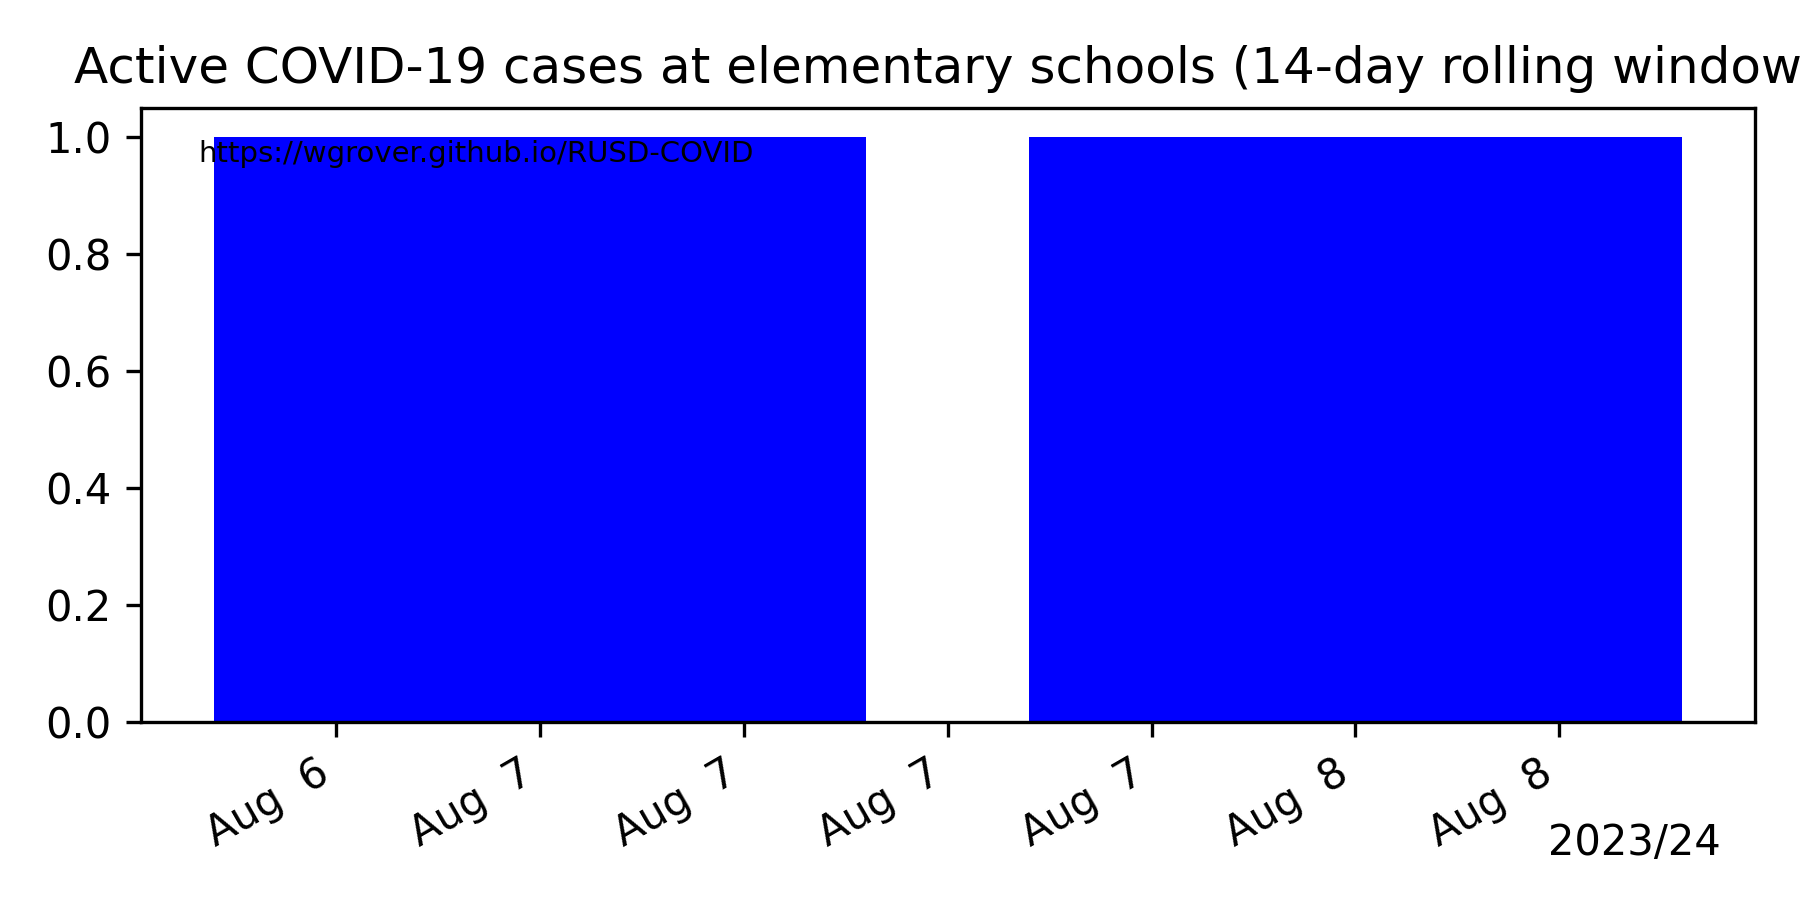 Active COVID-19 cases at elementary schools (14-day rolling window
1.0
https://wgrover.github.io/RUSD-COVID
0.8
0.6
0.4
0.2
0.0
Aug 6
Aug 7
Aug 7
Aug 7
Aug 7
Aug 8
Aug 8
2023/24